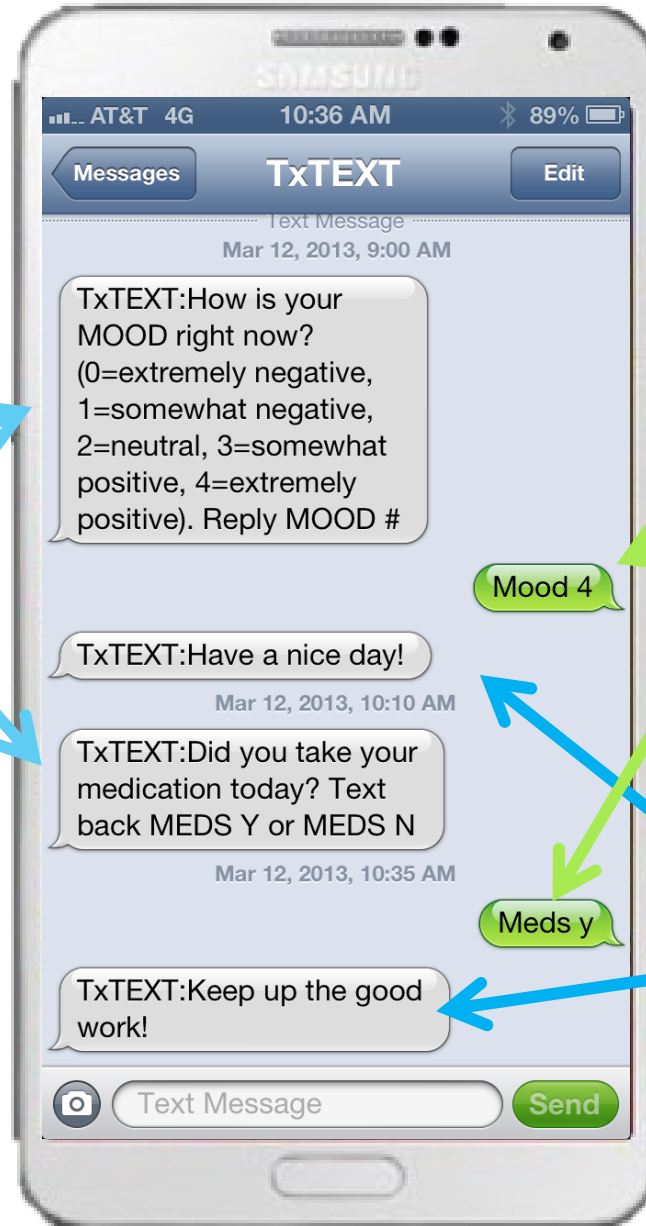 SAMSUNG
AT&T 4G 10:36 AM 89%
Messages TxTEXT Edit
Text Message
Mar 12, 2013, 9:00 AM
TxTEXT:How is your
MOOD right now?
(0=extremely negative,
1=somewhat negative,
2=neutral, 3=somewhat
positive, 4=extremely
positive). Reply MOOD #
Mood 4
TxTEXT:Have a nice day!
Mar 12, 2013, 10:10 AM
TxTEXT:Did you take your
medication today? Text
back MEDS Y or MEDS N
Mar 12, 2013, 10:35 AM
Meds y
TxTEXT:Keep up the good
work!
Text Message Send